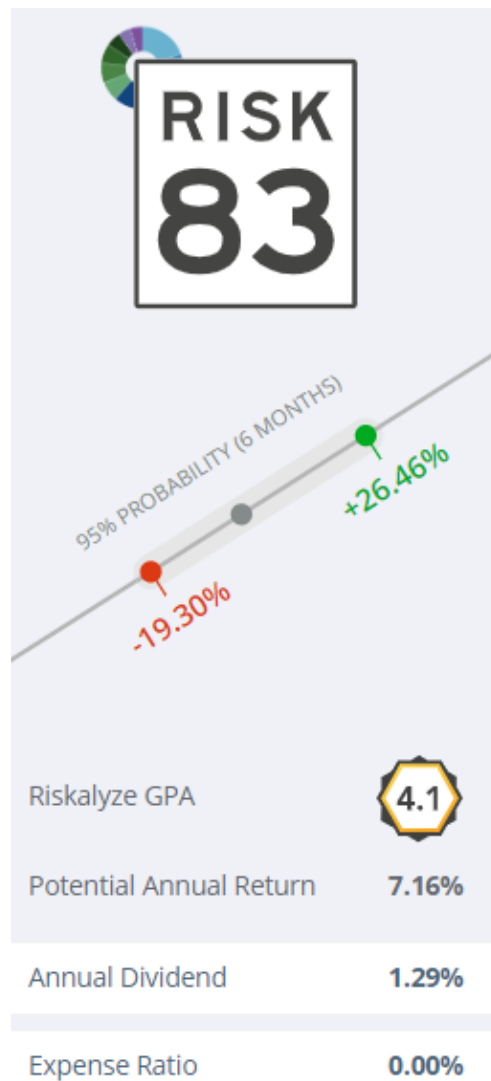 RISK
83
95% PROBABILITY (6 MONTHS)
+26.46%
-19.30%
Riskalyze GPA 4.1
Potential Annual Return 7.16%
Annual Dividend 1.29%
Expense Ratio 0.00%